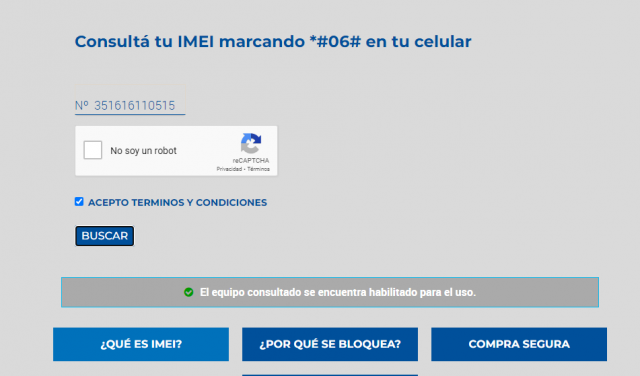 Consultá tu IMEI marcando *#06# en tu celular
Nº 351616110515
No soy un robot
reCAPTCHA
Privacidad - Términos
ACEPTO TERMINOS Y CONDICIONES
BUSCAR
El equipo consultado se encuentra habilitado para el uso.
¿QUÉ ES IMEI? ¿POR QUÉ SE BLOQUEA? COMPRA SEGURA